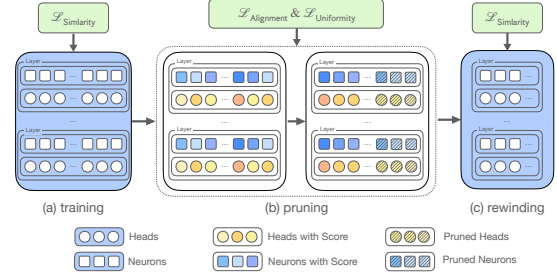 ℒSimlarity
ℒAlignment & ℒUniformity
ℒSimlarity
Layer
Layer
Layer
Layer
...
...
...
...
Layer
Layer
Layer
Layer
(a) training
(b) pruning
(c) rewinding
Heads
Heads with Score
Pruned Heads
Neurons
Neurons with Score
Pruned Neurons